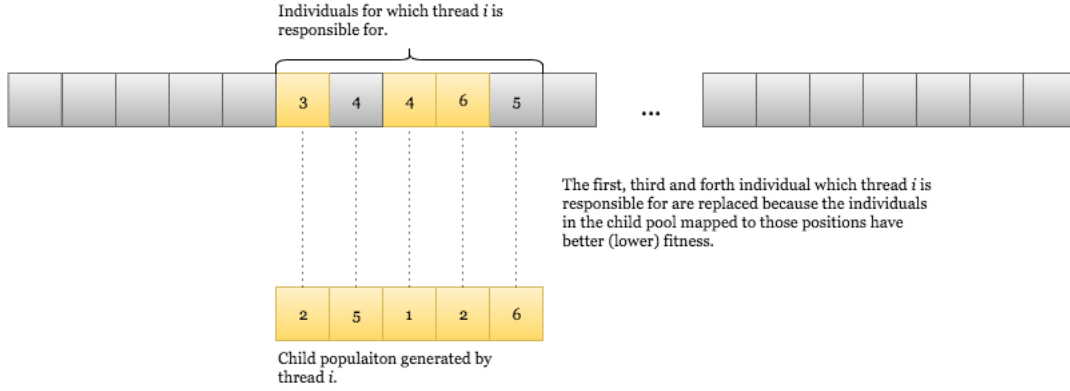 Individuals for which thread i is
responsible for.
3 4 4 6 5
...
The first, third and forth individual which thread i is
responsible for are replaced because the individuals
in the child pool mapped to those positions have
better (lower) fitness.
2 5 1 2 6
Child populaiton generated by
thread i.